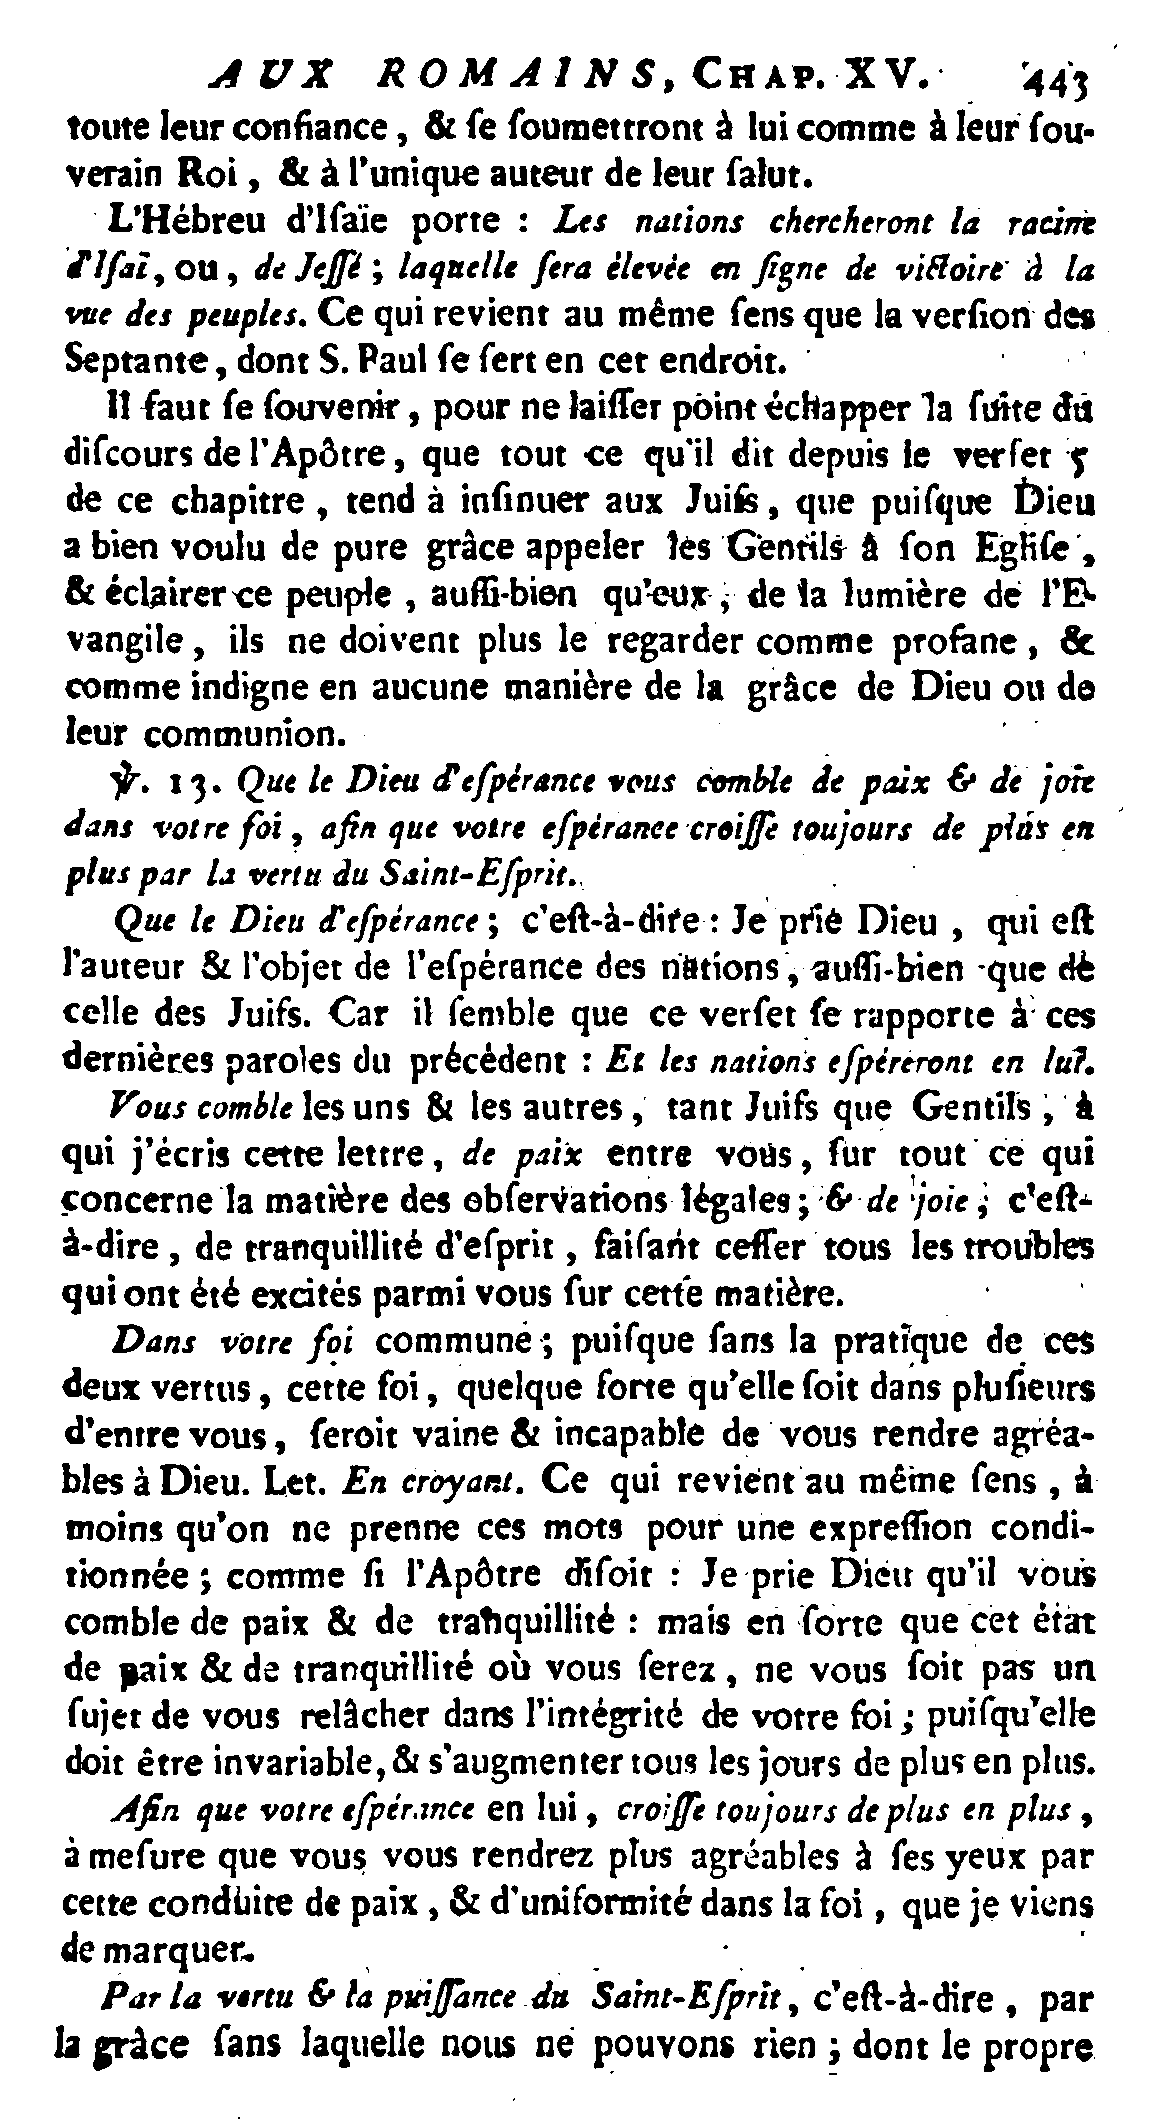 AUX ROMAINS, CHAP. XV. 443
toute leur confiance, & ſe ſoumettront à lui comme à leur ſou-
verain Roi, & à l'unique auteur de leur ſalut.
L'Hébreu d'Iſaïe porte : Les nations chercheront la racine
d'Iſaï, ou, de Jeſſé ; laquelle ſera élevée en ſigne de victoire à la
vue des peuples. Ce qui revient au même ſens que la verſion des
Septante, dont S. Paul ſe ſert en cet endroit.
Il faut ſe ſouvenir, pour ne laiſſer point échapper la ſuite du
diſcours de l'Apôtre, que tout ce qu'il dit depuis le verſet 5
de ce chapitre, tend à inſinuer aux Juifs, que puiſque Dieu
a bien voulu de pure grâce appeler les Gentils à ſon Egliſe,
& éclairer ce peuple, auſſi-bien qu'eux, de la lumière de l'E-
vangile, ils ne doivent plus le regarder comme profane, &
comme indigne en aucune manière de la grâce de Dieu ou de
leur communion.
℣. 13. Que le Dieu d'eſpérance vous comble de paix & de joie
dans votre foi, afin que votre eſpérance croiſſe toujours de plus en
plus par la vertu du Saint-Eſprit.
Que le Dieu d'eſpérance ; c'eſt-à-dire : Je prie Dieu, qui eſt
l'auteur & l'objet de l'eſpérance des nations, auſſi-bien que de
celle des Juifs. Car il ſemble que ce verſet ſe rapporte à ces
dernières paroles du précédent : Et les nations eſpéreront en lui.
Vous comble les uns & les autres, tant Juifs que Gentils, à
qui j'écris cette lettre, de paix entre vous, ſur tout ce qui
concerne la matière des obſervations légales ; & de joie ; c'eſt-
à-dire, de tranquillité d'eſprit, faiſant ceſſer tous les troubles
qui ont été excités parmi vous ſur cette matière.
Dans votre foi commune ; puiſque ſans la pratique de ces
deux vertus, cette foi, quelque forte qu'elle ſoit dans pluſieurs
d'entre vous, ſeroit vaine & incapable de vous rendre agréa-
bles à Dieu. Let. En croyant. Ce qui revient au même ſens, à
moins qu'on ne prenne ces mots pour une expreſſion condi-
tionnée ; comme ſi l'Apôtre diſoit : Je prie Dieu qu'il vous
comble de paix & de tranquillité : mais en ſorte que cet état
de paix & de tranquillité où vous ſerez, ne vous ſoit pas un
ſujet de vous relâcher dans l'intégrité de votre foi ; puiſqu'elle
doit être invariable, & s'augmenter tous les jours de plus en plus.
Afin que votre eſpérance en lui, croiſſe toujours de plus en plus,
à meſure que vous vous rendrez plus agréables à ſes yeux par
cette conduite de paix, & d'uniformité dans la foi, que je viens
de marquer.
Par la vertu & la puiſſance du Saint-Eſprit, c'eſt-à-dire, par
la grâce ſans laquelle nous ne pouvons rien ; dont le propre